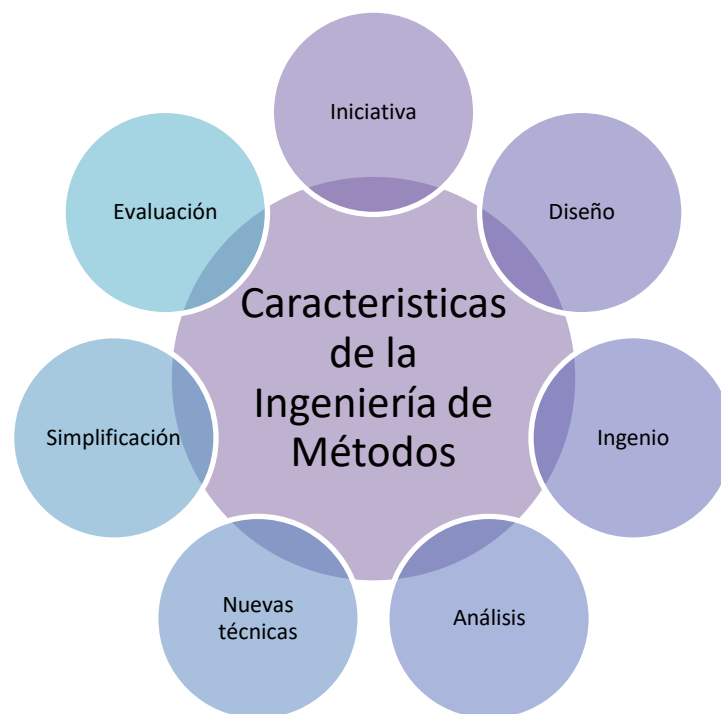 Iniciativa
Diseño
Ingenio
Análisis
Nuevas
técnicas
Simplificación
Evaluación
Caracteristicas
de la
Ingeniería de
Métodos